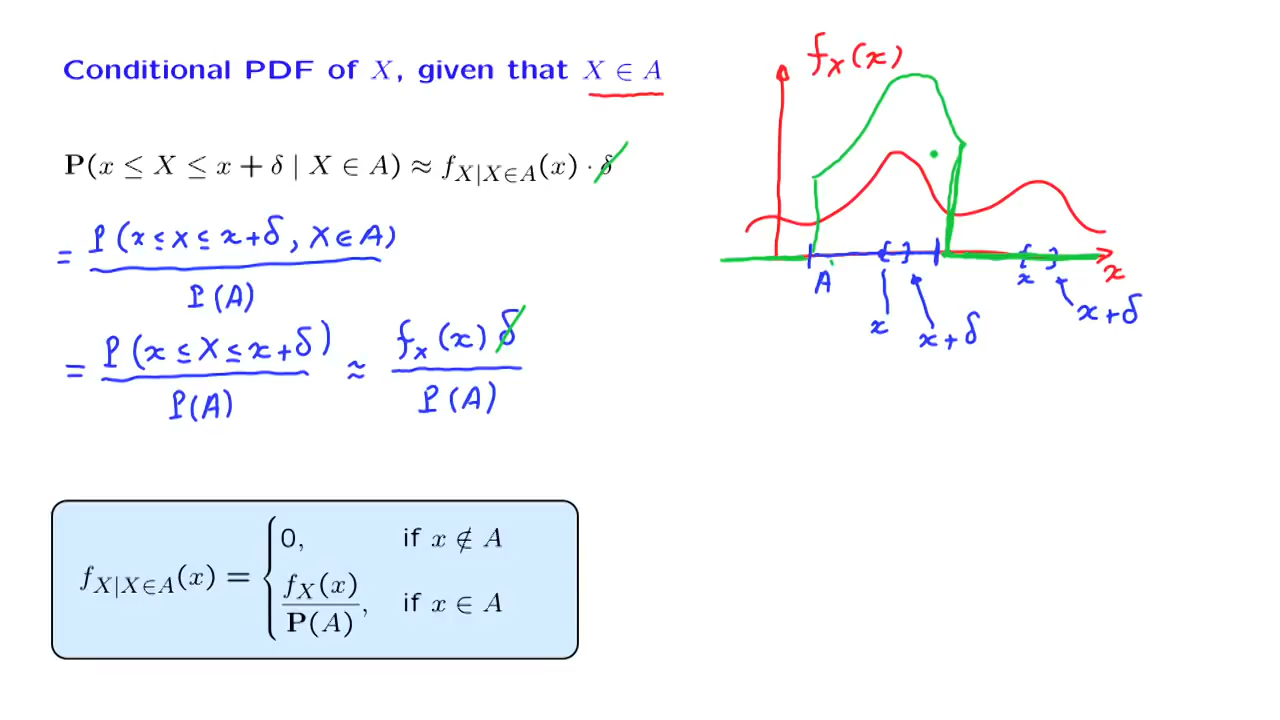 Conditional PDF of X, given that X ∈ A
P(x ≤ X ≤ x + δ | X ∈ A) ≈ f_{X|X∈A}(x) · δ
= P(x ≤ X ≤ x+δ, X ∈ A) / P(A)
= P(x ≤ X ≤ x+δ) / P(A) ≈ f_X(x) δ / P(A)
f_{X|X∈A}(x) = { 0, if x ∉ A
f_X(x) / P(A), if x ∈ A
f_X(x)
A
x
x+δ
x
x+δ
x